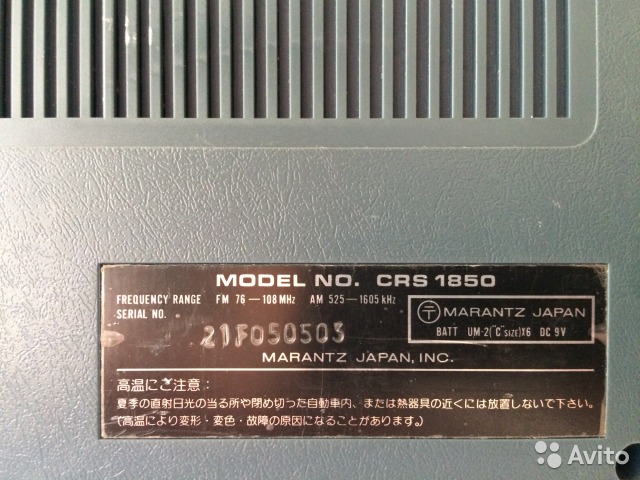 MODEL NO. CRS 1850
FREQUENCY RANGE FM 76 — 108 MHz AM 525 — 1605 kHz
SERIAL NO. 21F050503
〒 MARANTZ JAPAN
BATT UM-2("C"SIZE)X6 DC 9V
MARANTZ JAPAN, INC.
高温にご注意:
夏季の直射日光の当る所や閉め切った自動車内、または熱器具の近くには放置しないで下さい。
(高温により変形・変色・故障の原因になることがあります。)
Avito